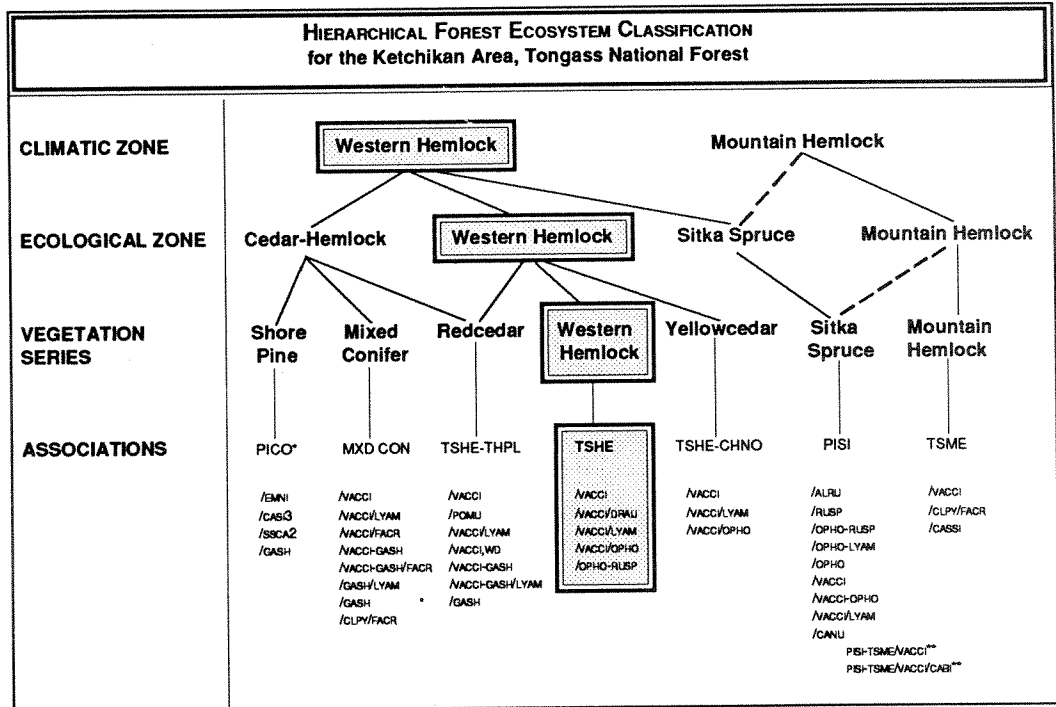 HIERARCHICAL FOREST ECOSYSTEM CLASSIFICATION
for the Ketchikan Area, Tongass National Forest
CLIMATIC ZONE
Western Hemlock
Mountain Hemlock
ECOLOGICAL ZONE
Cedar-Hemlock
Western Hemlock
Sitka Spruce
Mountain Hemlock
VEGETATION
SERIES
Shore
Pine
Mixed
Conifer
Redcedar
Western
Hemlock
Yellowcedar
Sitka
Spruce
Mountain
Hemlock
ASSOCIATIONS
PICO*
/EMNI
/CASI3
/SSCA2
/GASH
MXD CON
/VACCI
/VACCI/LYAM
/VACCI/FACR
/VACCI-GASH
/VACCI-GASH/FACR
/GASH/LYAM
/GASH
/CLPY/FACR
TSHE-THPL
/VACCI
/POMU
/VACCI/LYAM
/VACCI,WD
/VACCI-GASH
/VACCI-GASH/LYAM
/GASH
TSHE
/VACCI
/VACCI/DRAU
/VACCI/LYAM
/VACCI/OPHO
/OPHO-RUSP
TSHE-CHNO
/VACCI
/VACCI/LYAM
/VACCI/OPHO
PISI
/ALRU
/RUSP
/OPHO-RUSP
/OPHO-LYAM
/OPHO
/VACCI
/VACCI-OPHO
/VACCI/LYAM
/CANU
PISI-TSME/VACCI**
PISI-TSME/VACCI/CABI**
TSME
/VACCI
/CLPY/FACR
/CASSI